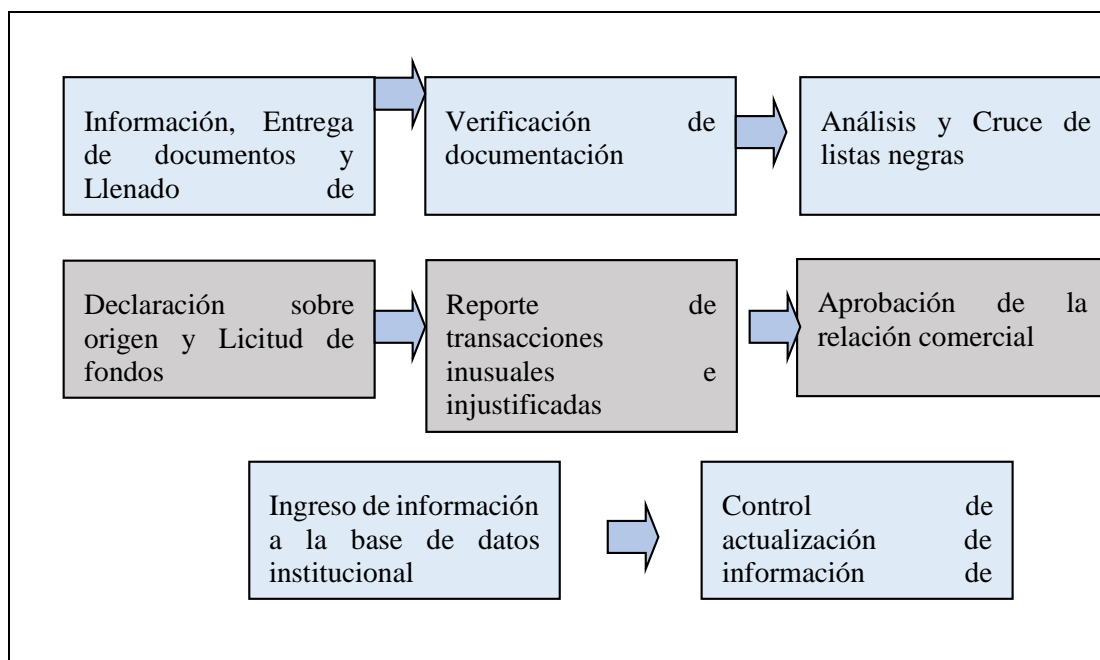 Información, Entrega
de documentos y
Llenado de
Verificación de
documentación
Análisis y Cruce de
listas negras
Declaración sobre
origen y Licitud de
fondos
Reporte de
transacciones
inusuales e
injustificadas
Aprobación de la
relación comercial
Ingreso de información
a la base de datos
institucional
Control de
actualización de
información de